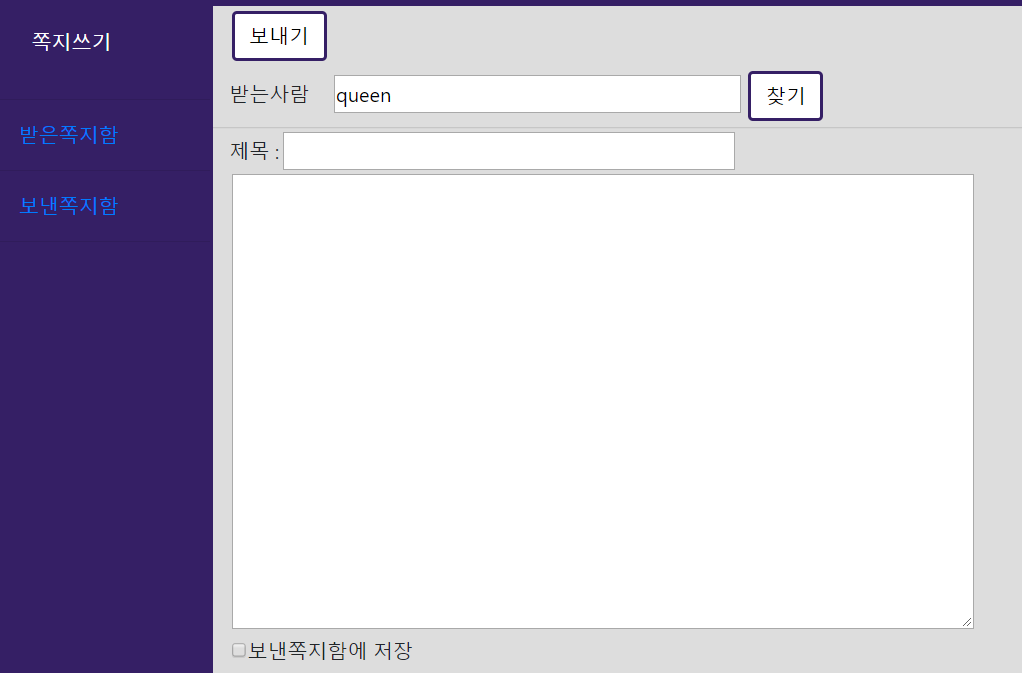 쪽지쓰기
받은쪽지함
보낸쪽지함
보내기
받는사람 queen 찾기
제목 :
보낸쪽지함에 저장